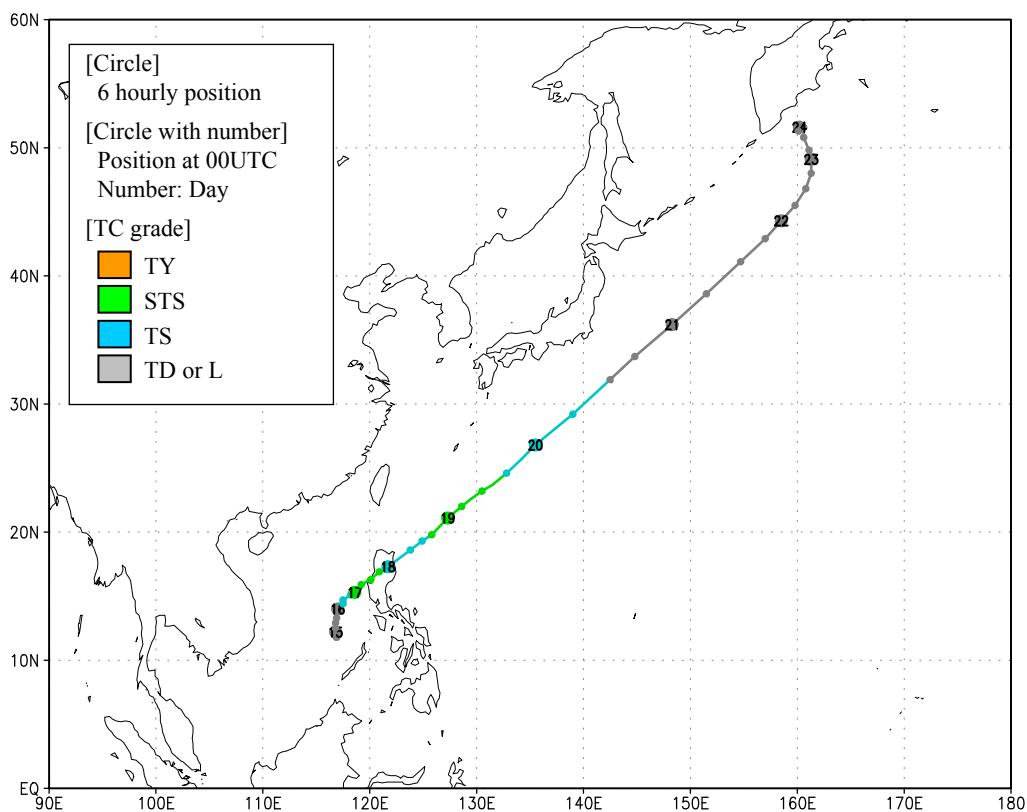 60N
[Circle]
6 hourly position
[Circle with number]
Position at 00UTC
Number: Day
[TC grade]
TY
STS
TS
TD or L
24
50N
23
22
40N
21
30N
20
20N
19
18
17
16
15
10N
EQ
90E 100E 110E 120E 130E 140E 150E 160E 170E 180